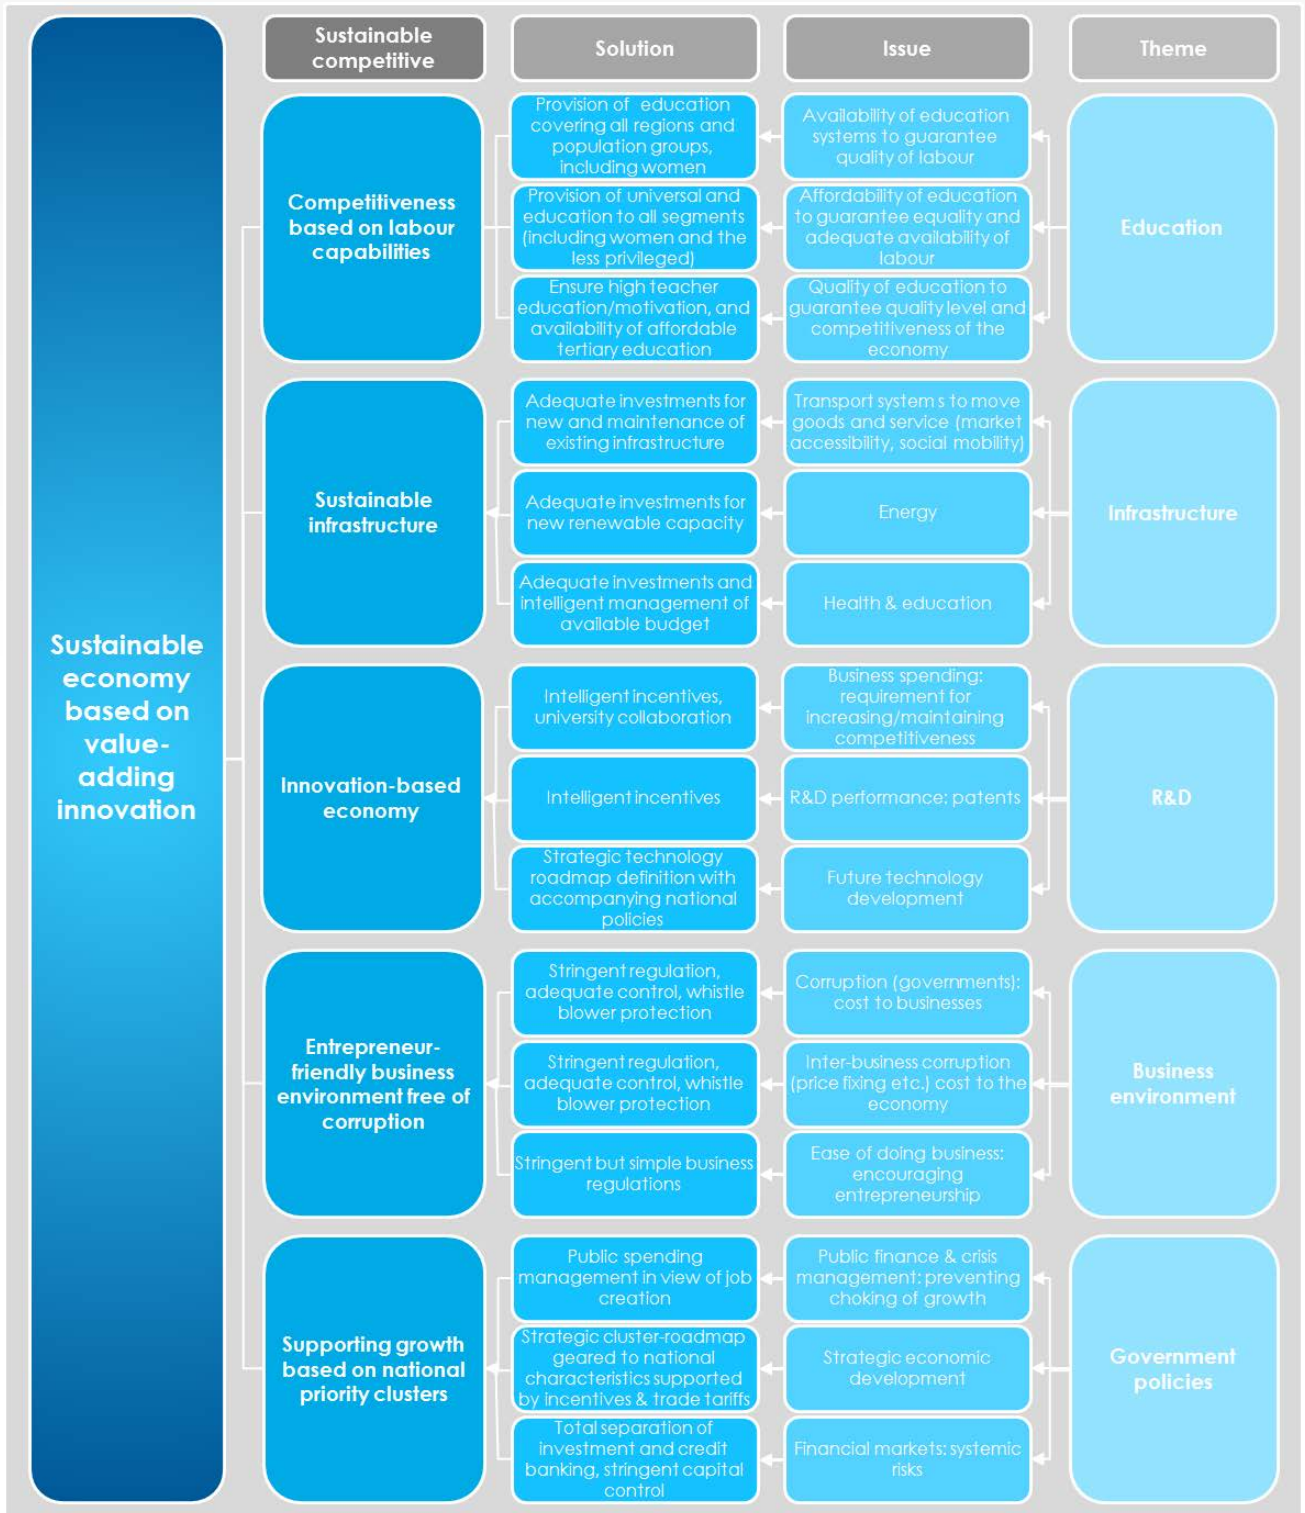 Sustainable
competitive
Solution
Issue
Theme
Sustainable
economy
based on
value-
adding
innovation
Competitiveness
based on labour
capabilities
Provision of education
covering all regions and
population groups,
including women
Availability of education
systems to guarantee
quality of labour
Provision of universal and
education to all segments
(including women and the
less privileged)
Affordability of education
to guarantee equality and
adequate availability of
labour
Ensure high teacher
education/motivation, and
availability of affordable
tertiary education
Quality of education to
guarantee quality level and
competitiveness of the
economy
Education
Sustainable
infrastructure
Adequate investments for
new and maintenance of
existing infrastructure
Transport system s to move
goods and service (market
accessibility, social mobility)
Adequate investments for
new renewable capacity
Energy
Adequate investments and
intelligent management of
available budget
Health & education
Infrastructure
Innovation-based
economy
Intelligent incentives,
university collaboration
Business spending:
requirement for
increasing/maintaining
competitiveness
Intelligent incentives
R&D performance: patents
Strategic technology
roadmap definition with
accompanying national
policies
Future technology
development
R&D
Entrepreneur-
friendly business
environment free of
corruption
Stringent regulation,
adequate control, whistle
blower protection
Corruption (governments):
cost to businesses
Stringent regulation,
adequate control, whistle
blower protection
Inter-business corruption
(price fixing etc.) cost to the
economy
Stringent but simple business
regulations
Ease of doing business:
encouraging
entrepreneurship
Business
environment
Supporting growth
based on national
priority clusters
Public spending
management in view of job
creation
Public finance & crisis
management: preventing
choking of growth
Strategic cluster-roadmap
geared to national
characteristics supported
by incentives & trade tariffs
Strategic economic
development
Total separation of
investment and credit
banking, stringent capital
control
Financial markets: systemic
risks
Government
policies